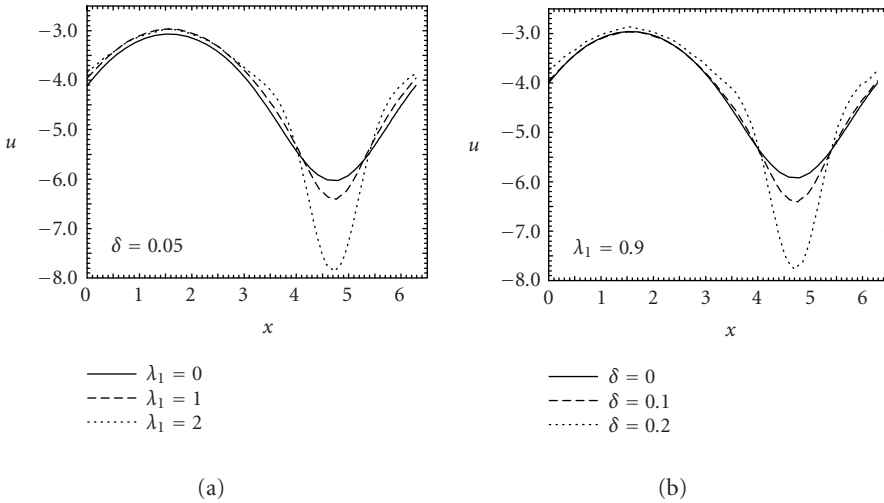 −3.0
−4.0
−5.0
−6.0
−7.0
−8.0
u
δ = 0.05
0 1 2 3 4 5 6
x
λ1 = 0
λ1 = 1
λ1 = 2
(a)
−3.0
−4.0
−5.0
−6.0
−7.0
−8.0
u
λ1 = 0.9
0 1 2 3 4 5 6
x
δ = 0
δ = 0.1
δ = 0.2
(b)